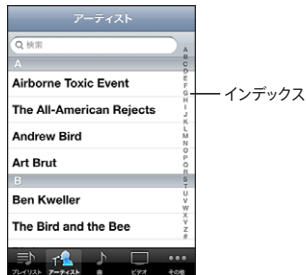 アーティスト
検索
A
Airborne Toxic Event
The All-American Rejects
Andrew Bird
Art Brut
B
Ben Kweller
The Bird and the Bee
A
B
C
D
E
F
G
H
I
J
K
L
M
N
O
P
Q
R
S
T
U
V
W
X
Y
Z
#
インデックス
プレイリスト アーティスト 曲 ビデオ その他